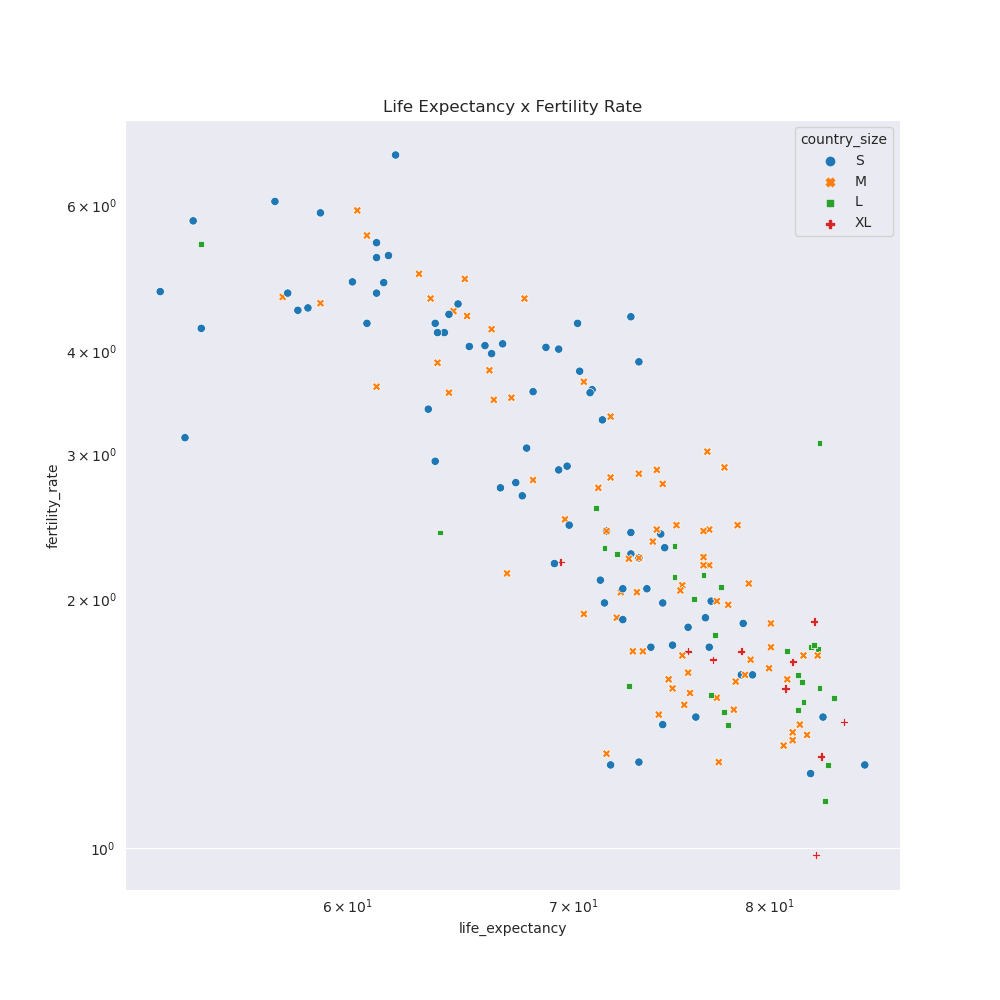 Life Expectancy x Fertility Rate
country_size
S
M
L
XL
6 × 10⁰
4 × 10⁰
3 × 10⁰
2 × 10⁰
10⁰
fertility_rate
6 × 10¹
7 × 10¹
8 × 10¹
life_expectancy